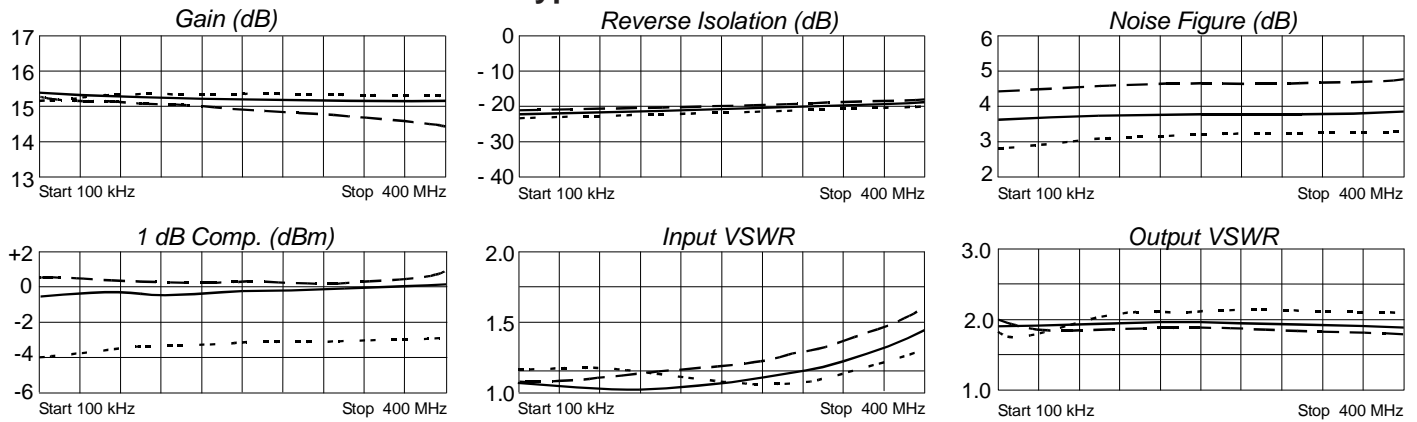 yp
Gain (dB)
17
16
15
14
13
Start 100 kHz
Stop 400 MHz
Reverse Isolation (dB)
0
- 10
- 20
- 30
- 40
Start 100 kHz
Stop 400 MHz
Noise Figure (dB)
6
5
4
3
2
Start 100 kHz
Stop 400 MHz
1 dB Comp. (dBm)
+2
0
-2
-4
-6
Start 100 kHz
Stop 400 MHz
Input VSWR
2.0
1.5
1.0
Start 100 kHz
Stop 400 MHz
Output VSWR
3.0
2.0
1.0
Start 100 kHz
Stop 400 MHz